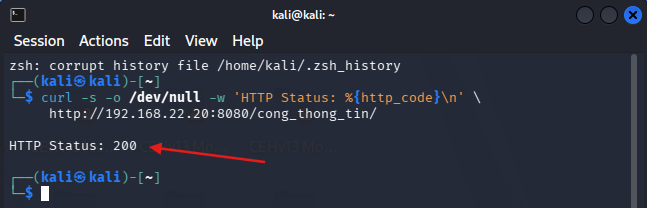 kali@kali: ~
Session Actions Edit View Help
zsh: corrupt history file /home/kali/.zsh_history
┌──(kali㉿kali)-[~]
└─$ curl -s -o /dev/null -w 'HTTP Status: %{http_code}\n' \
http://192.168.22.20:8080/cong_thong_tin/
HTTP Status: 200
┌──(kali㉿kali)-[~]
└─$